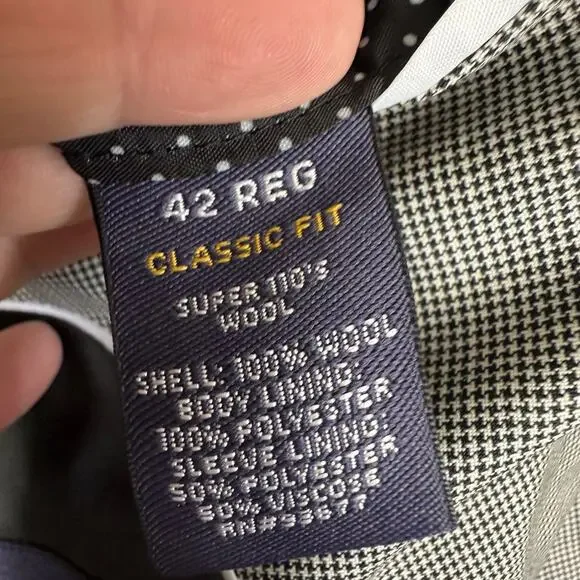 42 REG
CLASSIC FIT
SUPER 110'S
WOOL
SHELL: 100% WOOL
BODY LINING:
100% POLYESTER
SLEEVE LINING:
50% POLYESTER
50% VISCOSE